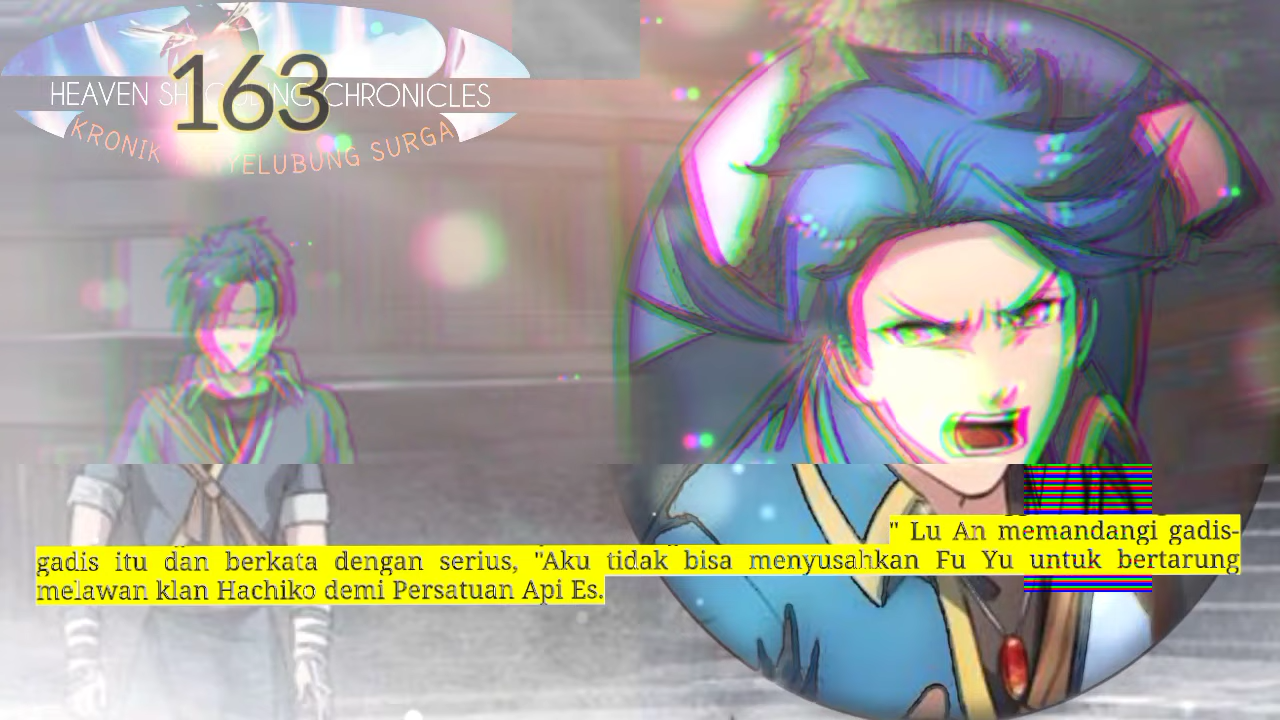 163
HEAVEN CHRONICLES
KRONIK SURGA
" Lu An memandangi gadis-
gadis itu dan berkata dengan serius, "Aku tidak bisa menyusahkan Fu Yu untuk bertarung
melawan klan Hachiko demi Persatuan Api Es.